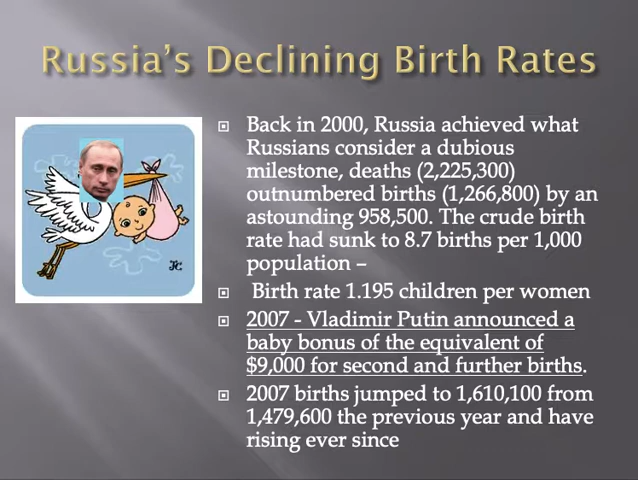 Russia's Declining Birth Rates
Back in 2000, Russia achieved what
Russians consider a dubious
milestone, deaths (2,225,300)
outnumbered births (1,266,800) by an
astounding 958,500. The crude birth
rate had sunk to 8.7 births per 1,000
population –
Birth rate 1.195 children per women
2007 - Vladimir Putin announced a
baby bonus of the equivalent of
$9,000 for second and further births.
2007 births jumped to 1,610,100 from
1,479,600 the previous year and have
rising ever since